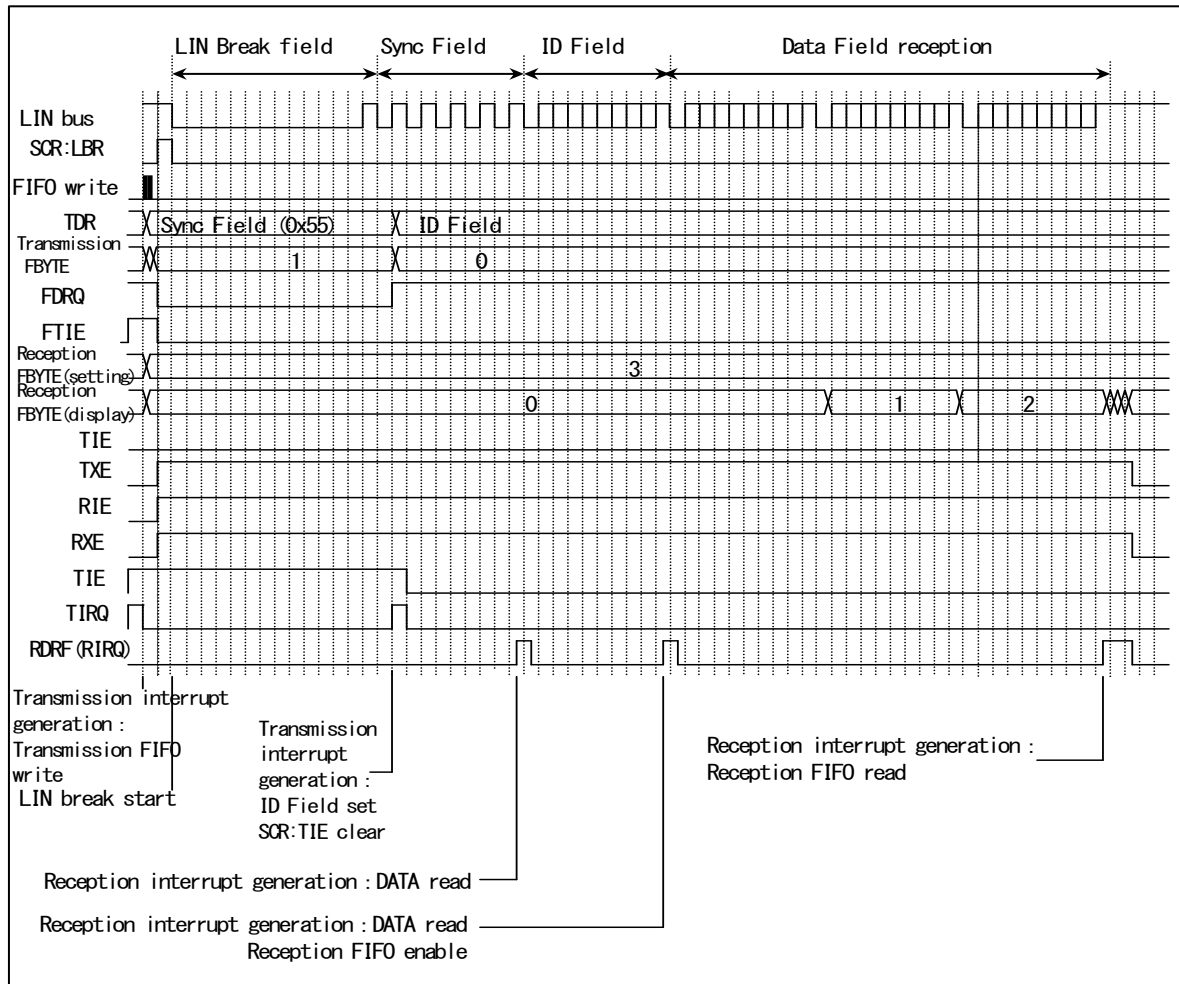 LIN Break field Sync Field ID Field Data Field reception
LIN bus
SCR:LBR
FIFO write
TDR Sync Field (0x55) ID Field
Transmission
FBYTE 1 0
FDRQ
FTIE
Reception
FBYTE(setting) 3
Reception
FBYTE(display) 0 1 2
TIE
TXE
RIE
RXE
TIE
TIRQ
RDRF(RIRQ)
Transmission interrupt
generation :
Transmission FIFO
write
LIN break start
Transmission
interrupt
generation :
ID Field set
SCR:TIE clear
Reception interrupt generation :
Reception FIFO read
Reception interrupt generation : DATA read
Reception interrupt generation : DATA read
Reception FIFO enable